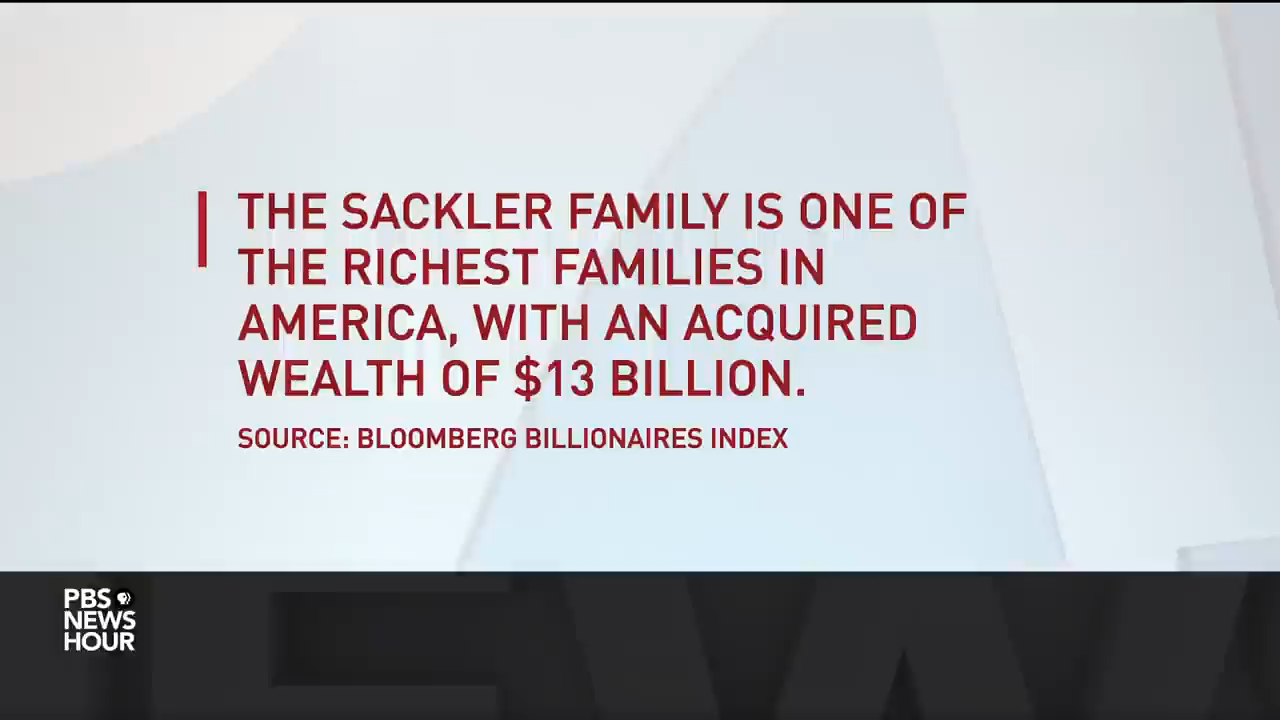 THE SACKLER FAMILY IS ONE OF
THE RICHEST FAMILIES IN
AMERICA, WITH AN ACQUIRED
WEALTH OF $13 BILLION.
SOURCE: BLOOMBERG BILLIONAIRES INDEX
PBS
NEWS
HOUR